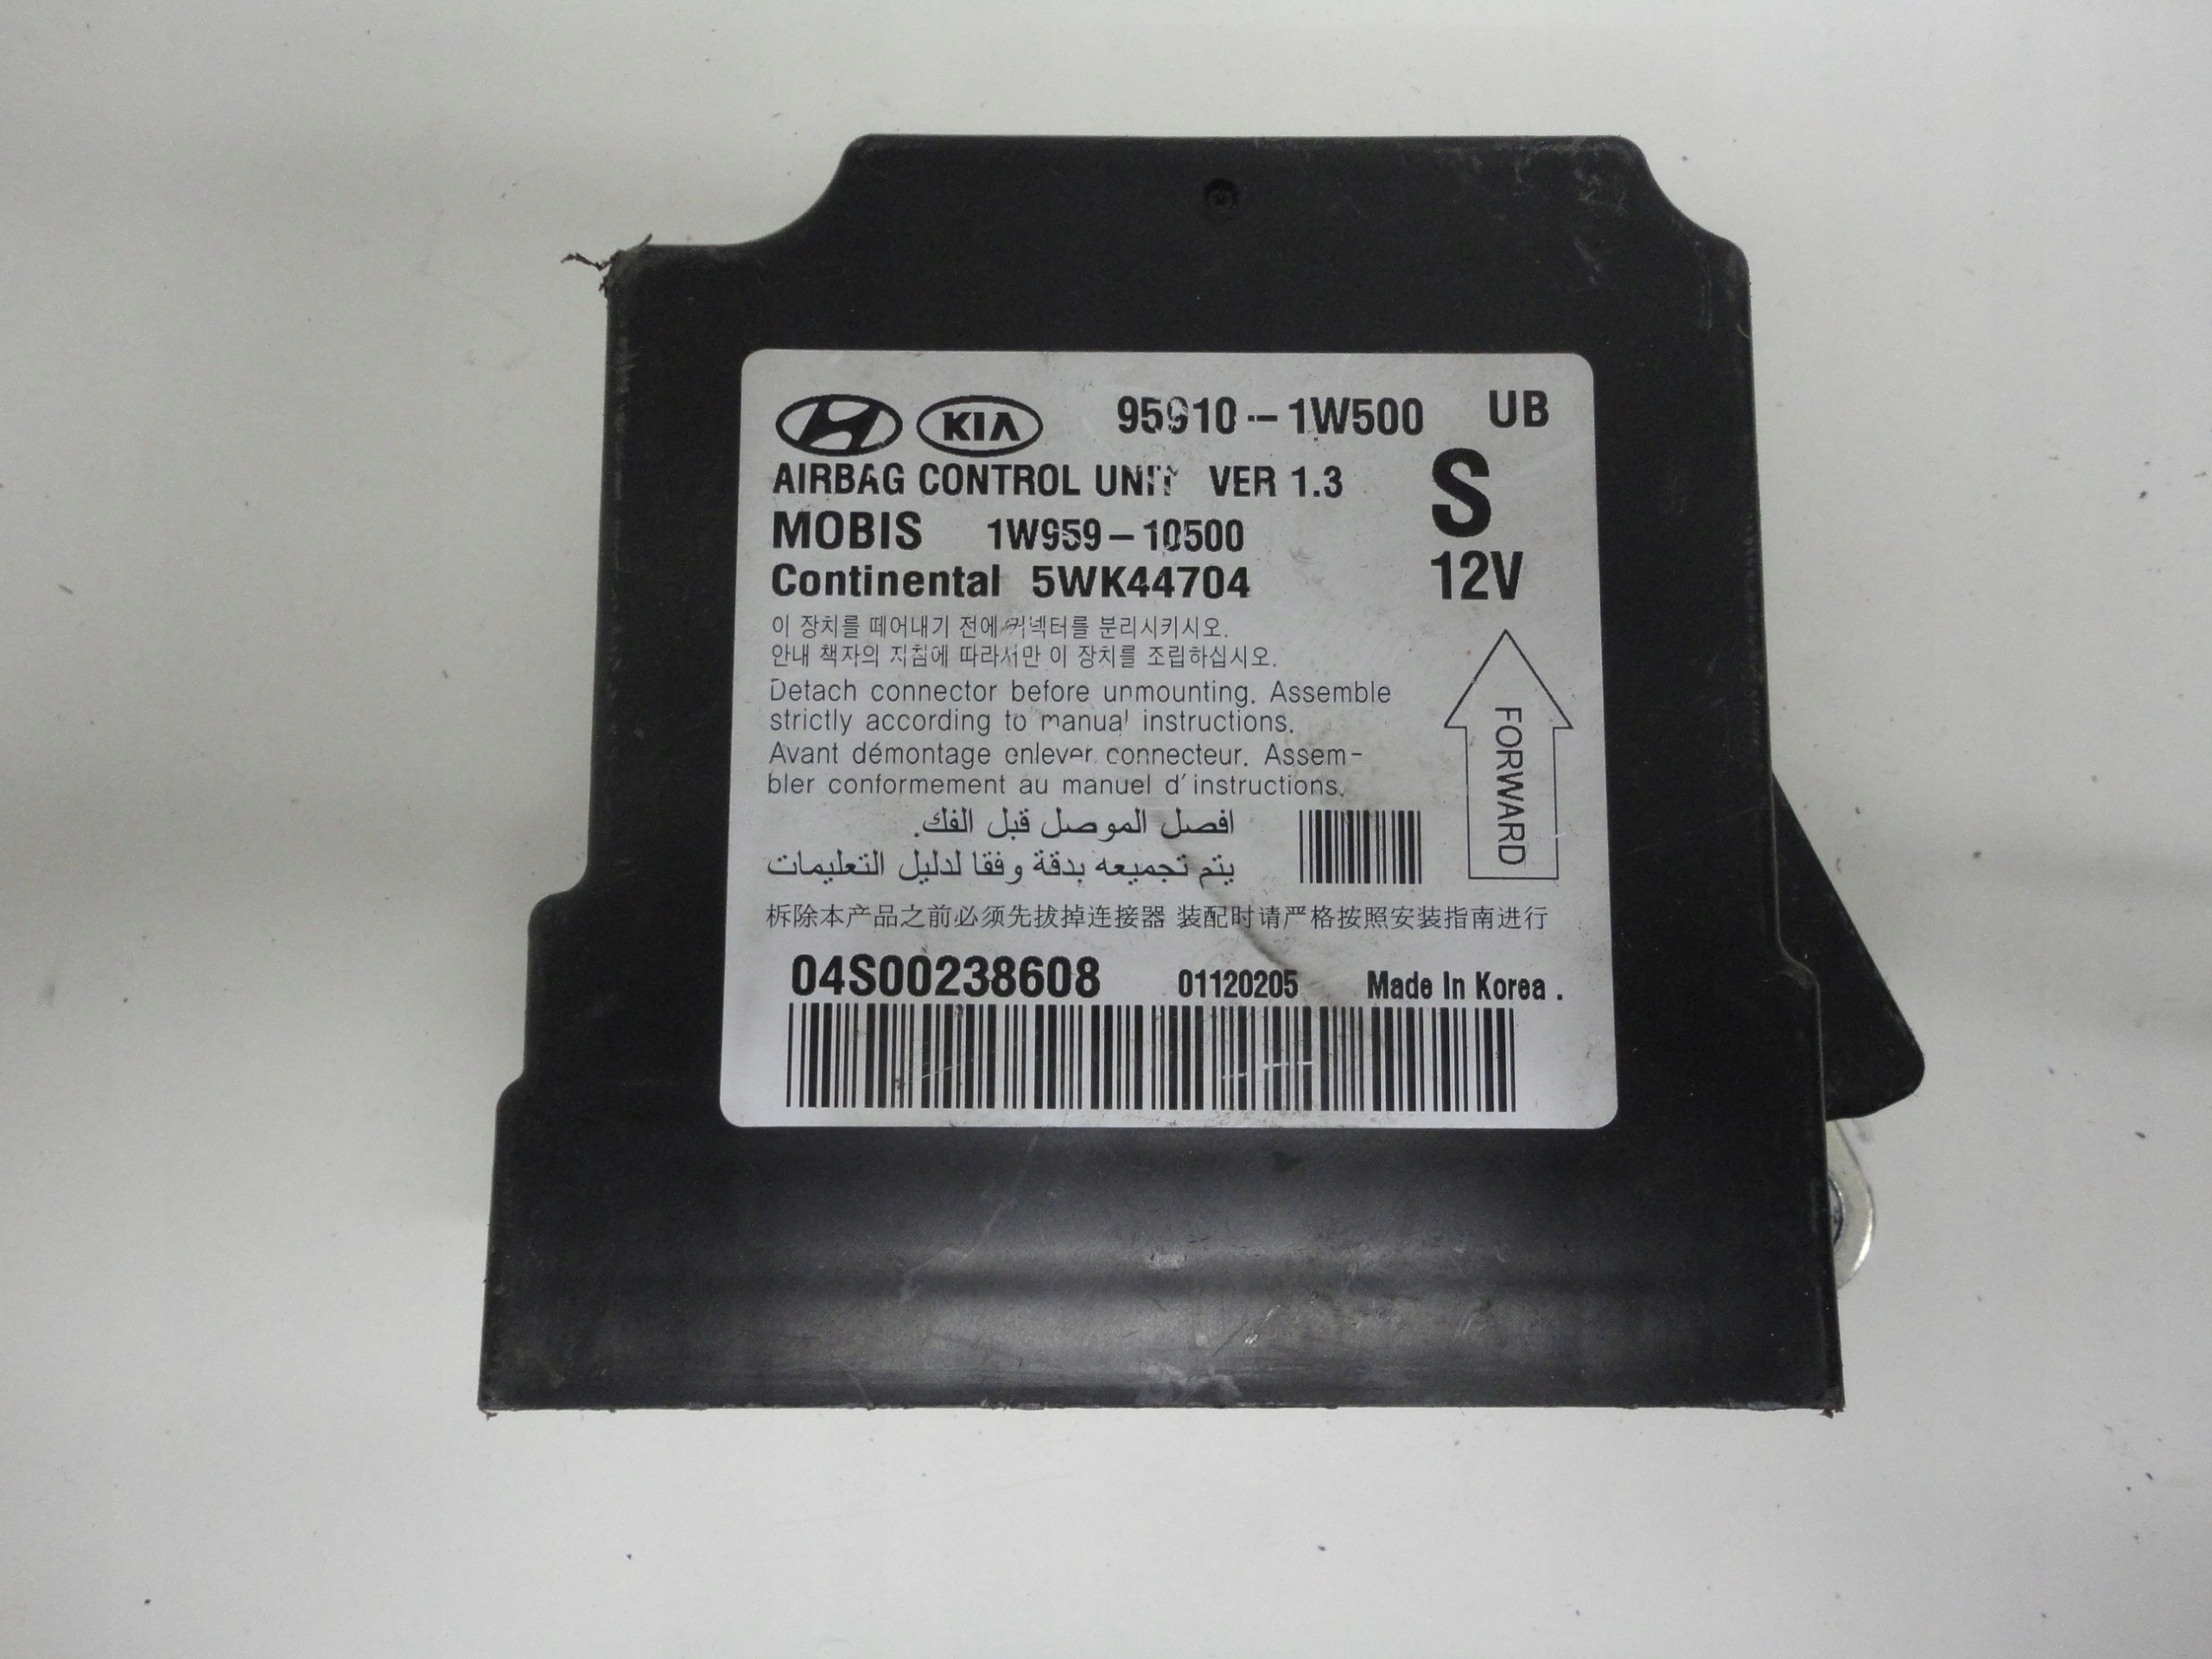 KIA 95910-1W500 UB
AIRBAG CONTROL UNIT VER 1.3 S
MOBIS 1W959-10500
Continental 5WK44704 12V
이 장치를 떼어내기 전에 커넥터를 분리시키시오.
안내 책자의 지침에 따라서만 이 장치를 조립하십시오.
Detach connector before unmounting. Assemble
strictly according to manual instructions.
Avant démontage enlever connecteur. Assem-
bler conformement au manuel d'instructions.
FORWARD
افصل الموصل قبل الفك.
يتم تجميعه بدقة وفقا لدليل التعليمات
拆除本产品之前必须先拔掉连接器 装配时请严格按照安装指南进行
04S00238608 01120205 Made In Korea .